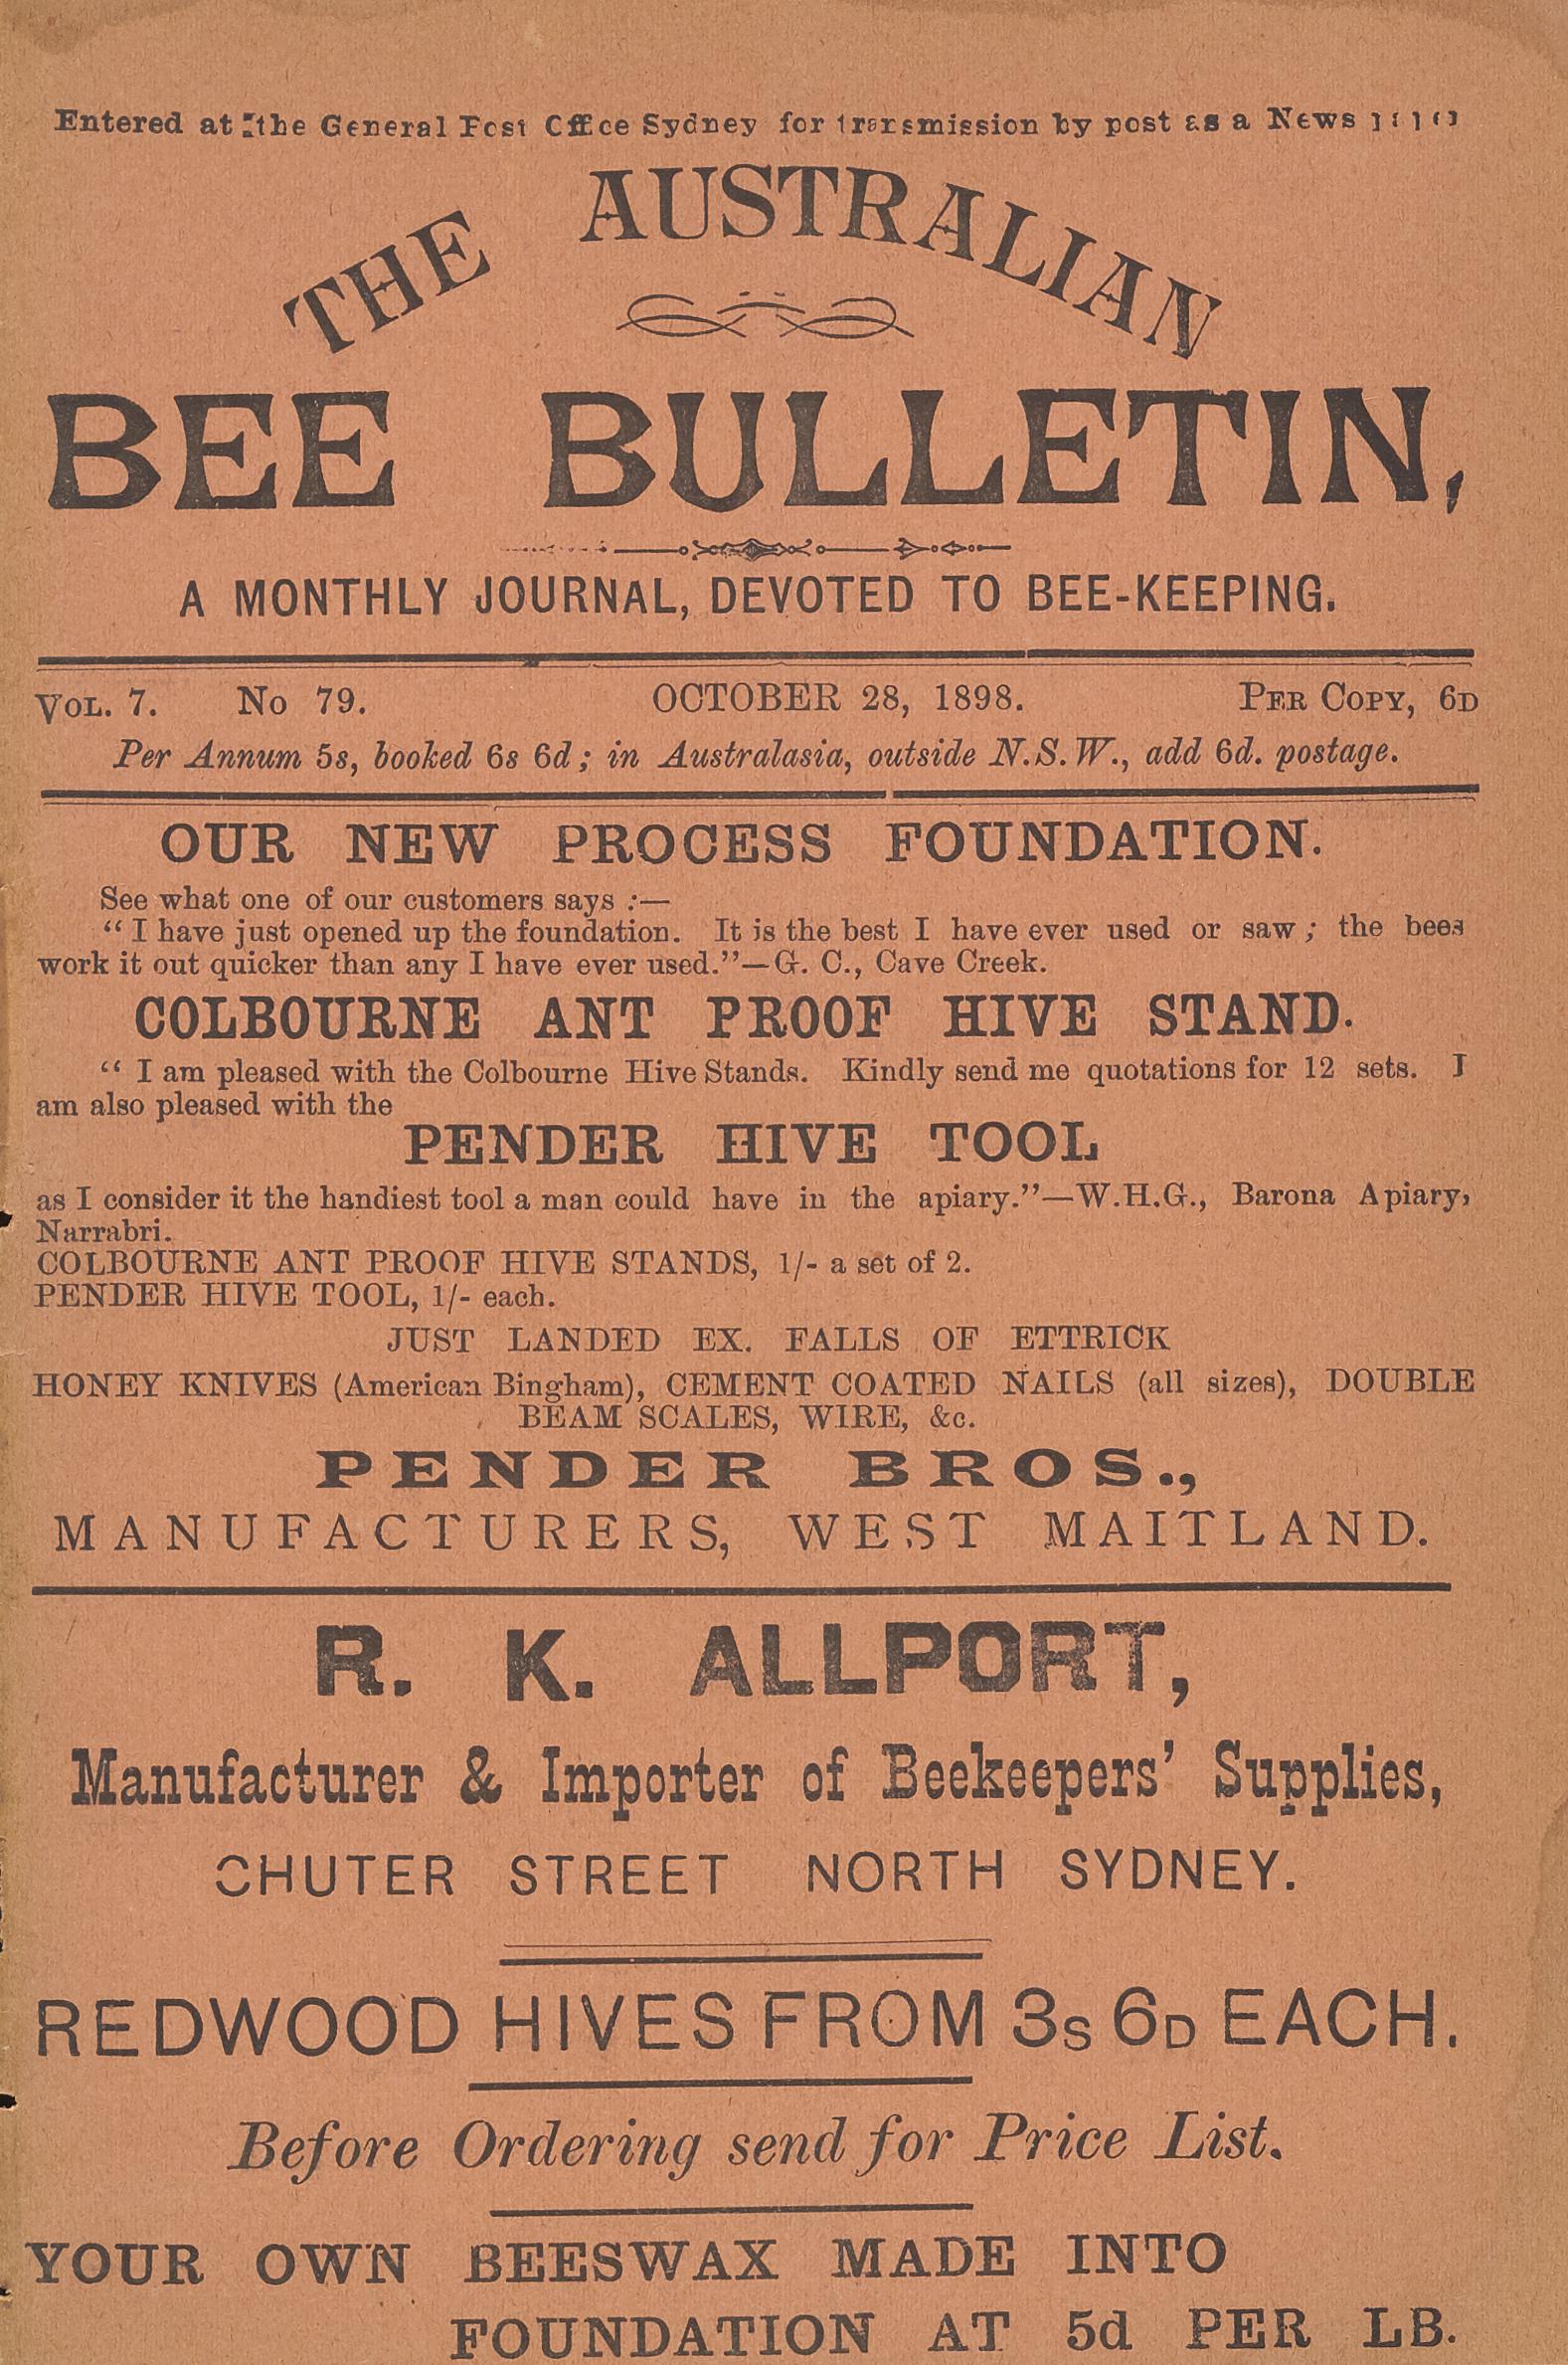 Entered at the General Post Office Sydney for transmission by post as a News
THE AUSTRALIAN
BEE BULLETIN,
A MONTHLY JOURNAL, DEVOTED TO BEE-KEEPING.
VOL. 7. No 79. OCTOBER 28, 1898. PER COPY, 6D
Per Annum 5s, booked 6s 6d; in Australasia, outside N.S.W., add 6d. postage.
OUR NEW PROCESS FOUNDATION.
See what one of our customers says :—
"I have just opened up the foundation. It is the best I have ever used or saw; the bees
work it out quicker than any I have ever used."—G. C., Cave Creek.
COLBOURNE ANT PROOF HIVE STAND.
"I am pleased with the Colbourne Hive Stands. Kindly send me quotations for 12 sets. I
am also pleased with the
PENDER HIVE TOOL
as I consider it the handiest tool a man could have in the apiary."—W.H.G., Barona Apiary,
Narrabri.
COLBOURNE ANT PROOF HIVE STANDS, 1/- a set of 2.
PENDER HIVE TOOL, 1/- each.
JUST LANDED EX. FALLS OF ETTRICK
HONEY KNIVES (American Bingham), CEMENT COATED NAILS (all sizes), DOUBLE
BEAM SCALES, WIRE, &c.
PENDER BROS.,
MANUFACTURERS, WEST MAITLAND.
R. K. ALLPORT,
Manufacturer & Importer of Beekeepers' Supplies,
CHUTER STREET NORTH SYDNEY.
REDWOOD HIVES FROM 3s 6D EACH.
Before Ordering send for Price List.
YOUR OWN BEESWAX MADE INTO
FOUNDATION AT 5d PER LB.